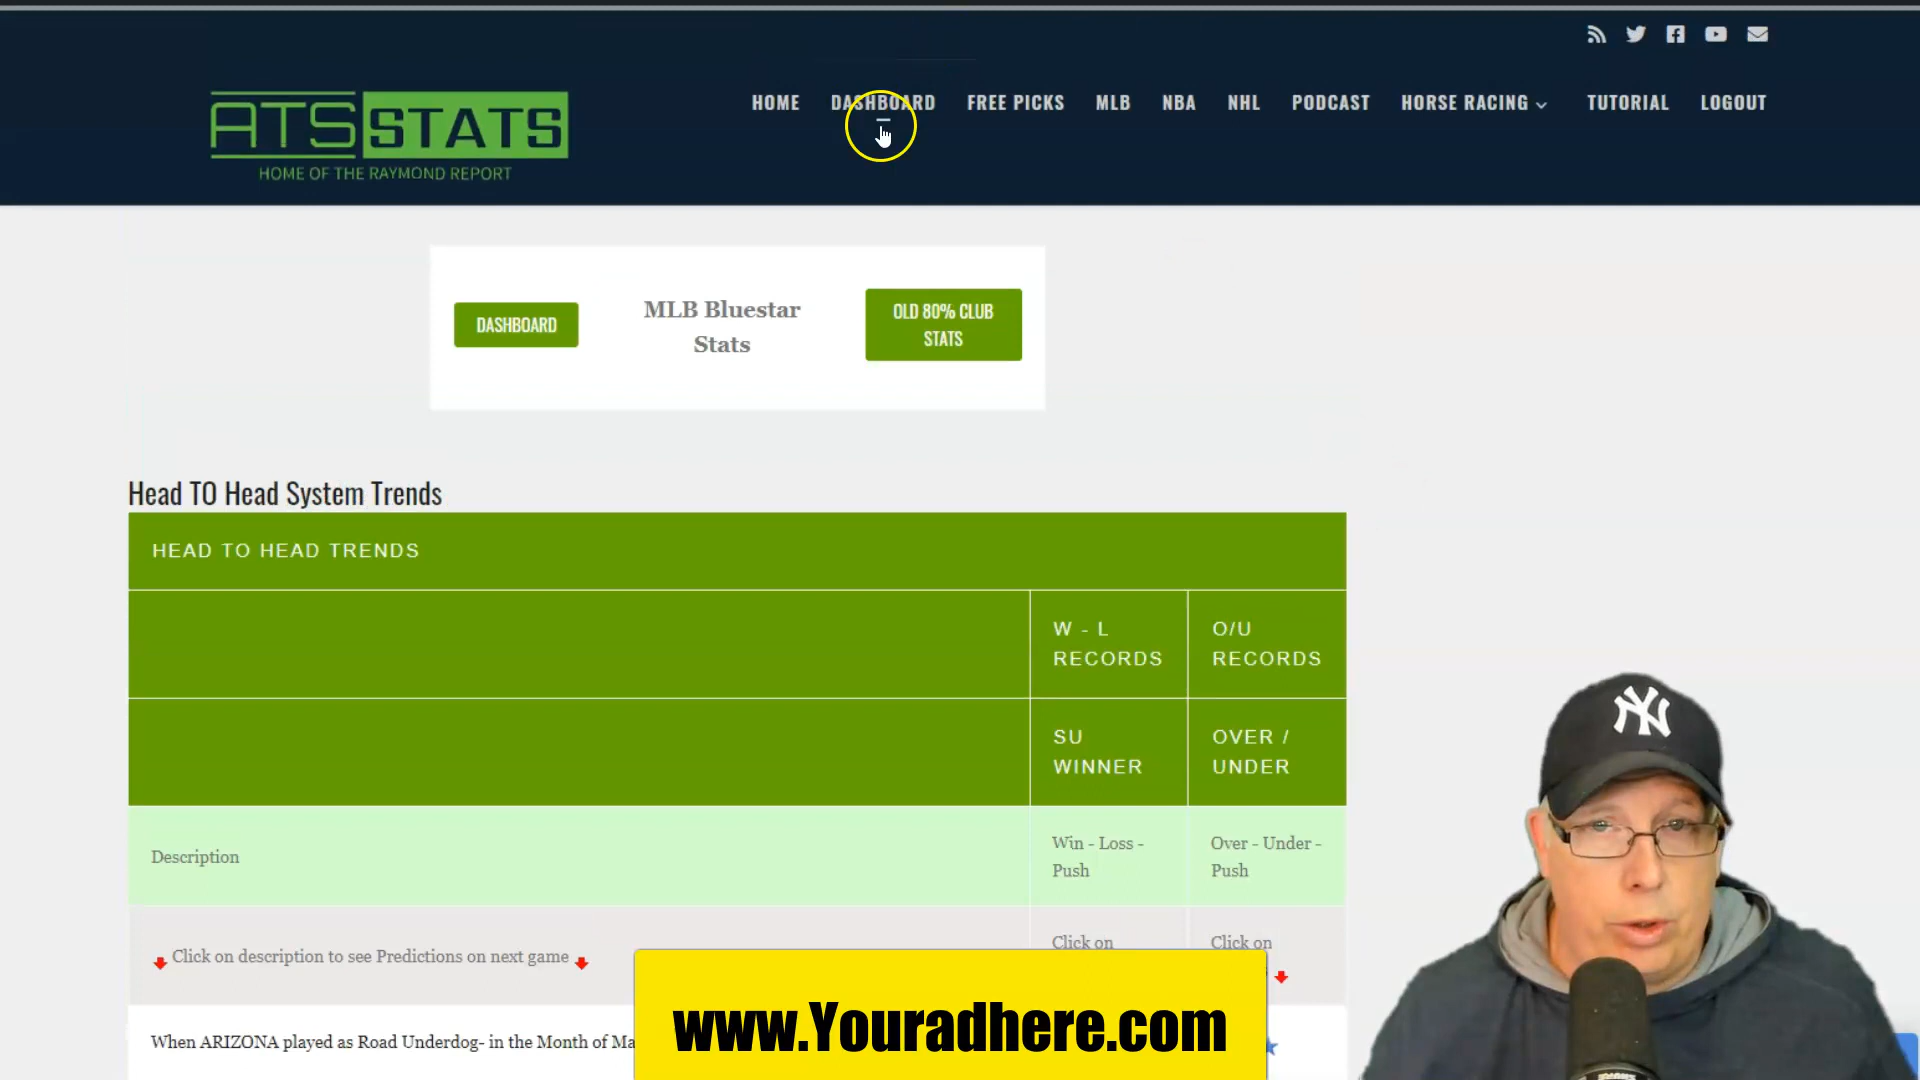 HOME DASHBOARD FREE PICKS MLB NBA NHL PODCAST HORSE RACING TUTORIAL LOGOUT
ATS STATS
HOME OF THE RAYMOND REPORT
DASHBOARD
MLB Bluestar
Stats
OLD 80% CLUB
STATS
Head TO Head System Trends
HEAD TO HEAD TRENDS
W - L
RECORDS
O/U
RECORDS
SU
WINNER
OVER /
UNDER
Description
Win - Loss -
Push
Over - Under -
Push
Click on description to see Predictions on next game
Click on
Click on
When ARIZONA played as Road Underdog- in the Month of
www.Youradhere.com
NY